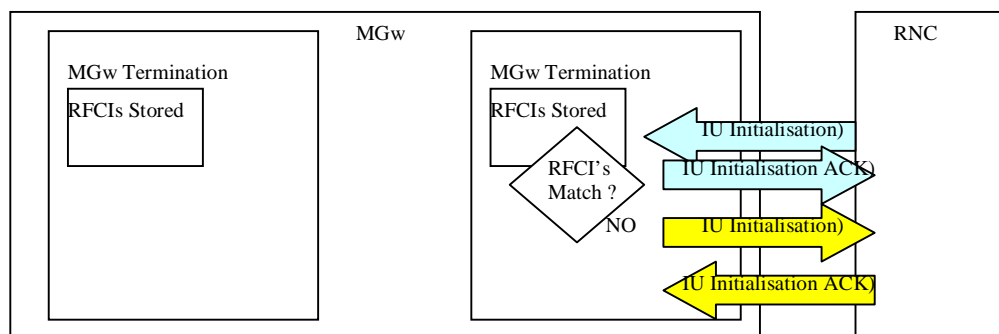 MGw
RNC
MGw Termination
RFCIs Stored
MGw Termination
RFCIs Stored
RFCI's
Match ?
NO
IU Initialisation)
IU Initialisation ACK)
IU Initialisation)
IU Initialisation ACK)